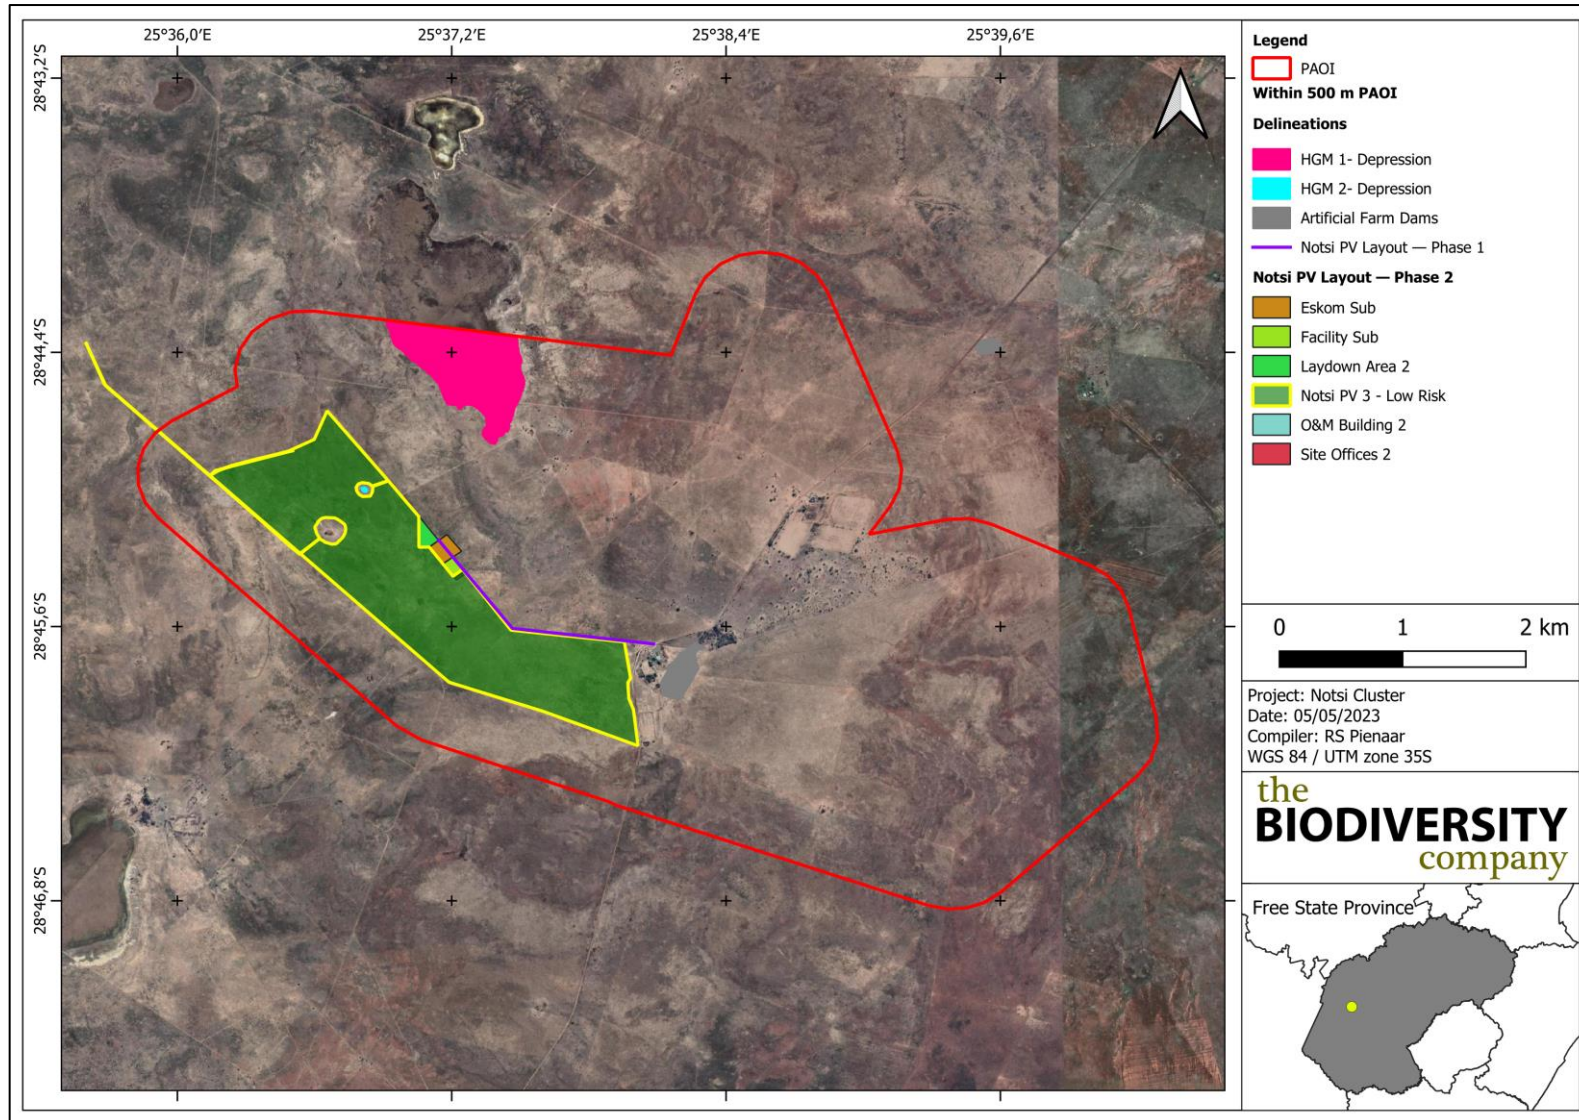 25°36,0′E 25°37,2′E 25°38,4′E 25°39,6′E
28°43,2′S
28°44,4′S
28°45,6′S
28°46,8′S
Legend
PAOI
Within 500 m PAOI
Delineations
HGM 1- Depression
HGM 2- Depression
Artificial Farm Dams
Notsi PV Layout — Phase 1
Notsi PV Layout — Phase 2
Eskom Sub
Facility Sub
Laydown Area 2
Notsi PV 3 - Low Risk
O&M Building 2
Site Offices 2
0 1 2 km
Project: Notsi Cluster
Date: 05/05/2023
Compiler: RS Pienaar
WGS 84 / UTM zone 35S
the
BIODIVERSITY
company
Free State Province